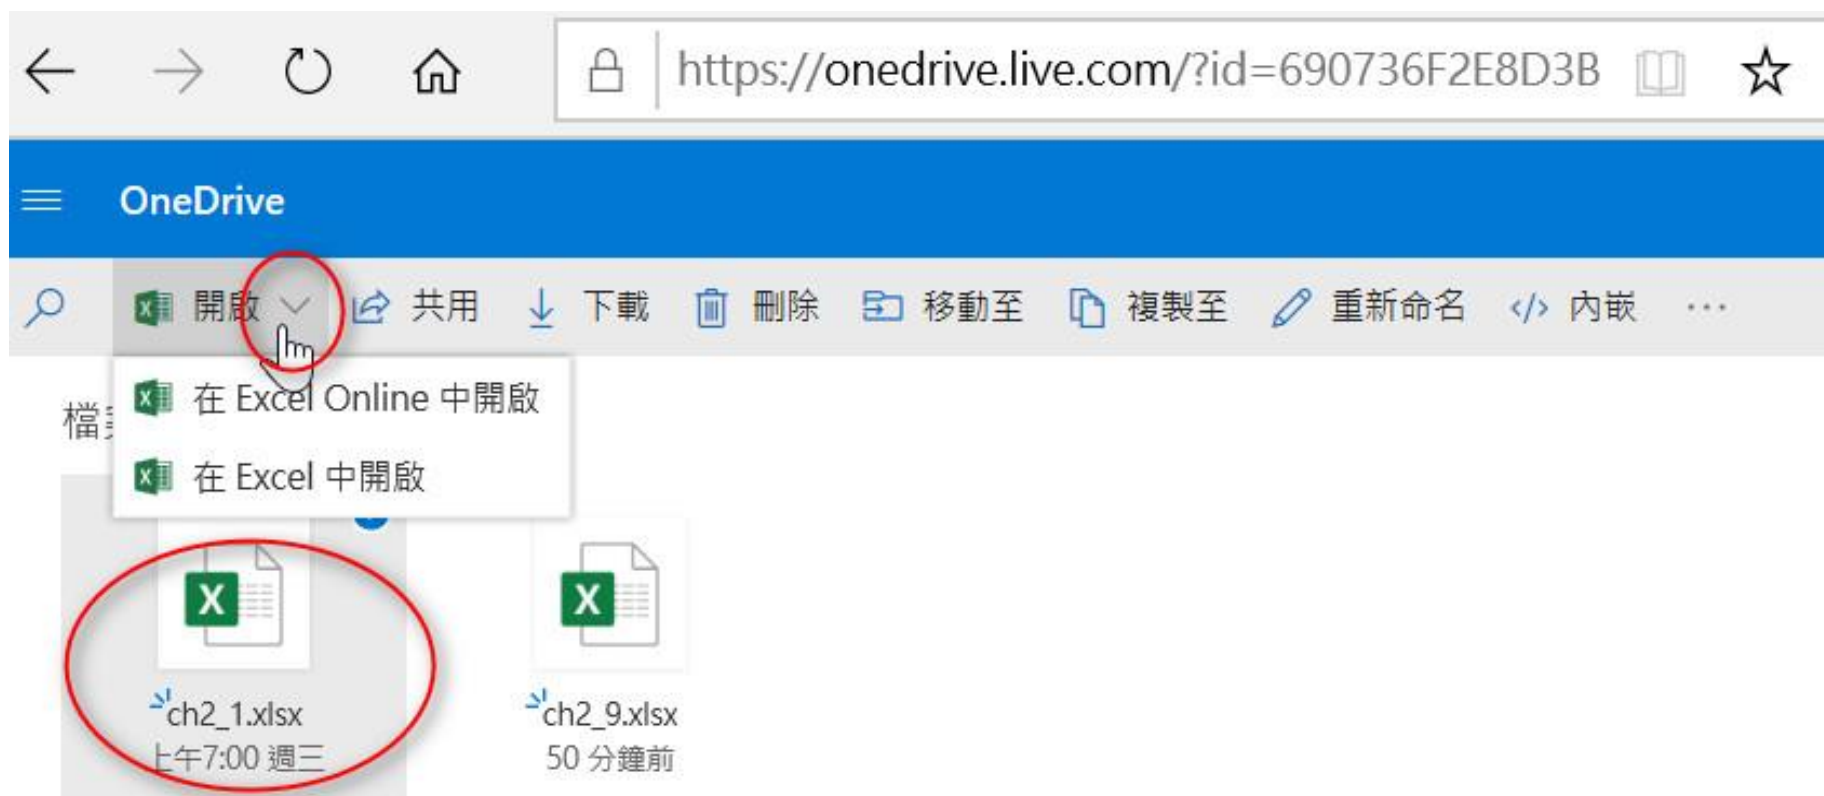 https://onedrive.live.com/?id=690736F2E8D3B
OneDrive
開啟 共用 下載 刪除 移動至 複製至 重新命名 </> 內嵌 ···
在 Excel Online 中開啟
檔
在 Excel 中開啟
X X
ch2_1.xlsx ch2_9.xlsx
上午7:00 週三 50 分鐘前